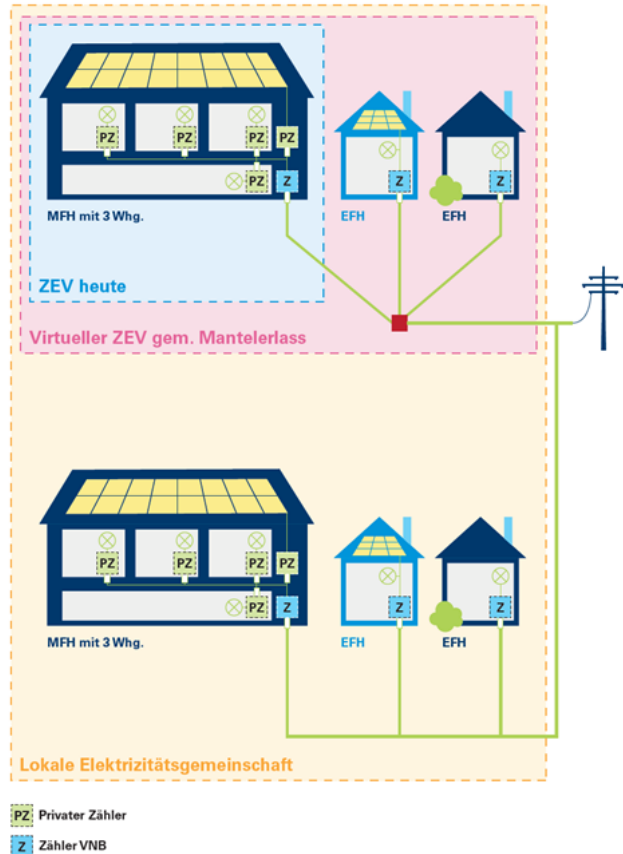 PZ PZ PZ PZ
PZ Z Z Z
MFH mit 3 Whg. EFH EFH
ZEV heute
Virtueller ZEV gem. Mantelerlass
PZ PZ PZ PZ
PZ Z Z Z
MFH mit 3 Whg. EFH EFH
Lokale Elektrizitätsgemeinschaft
PZ Privater Zähler
Z Zähler VNB